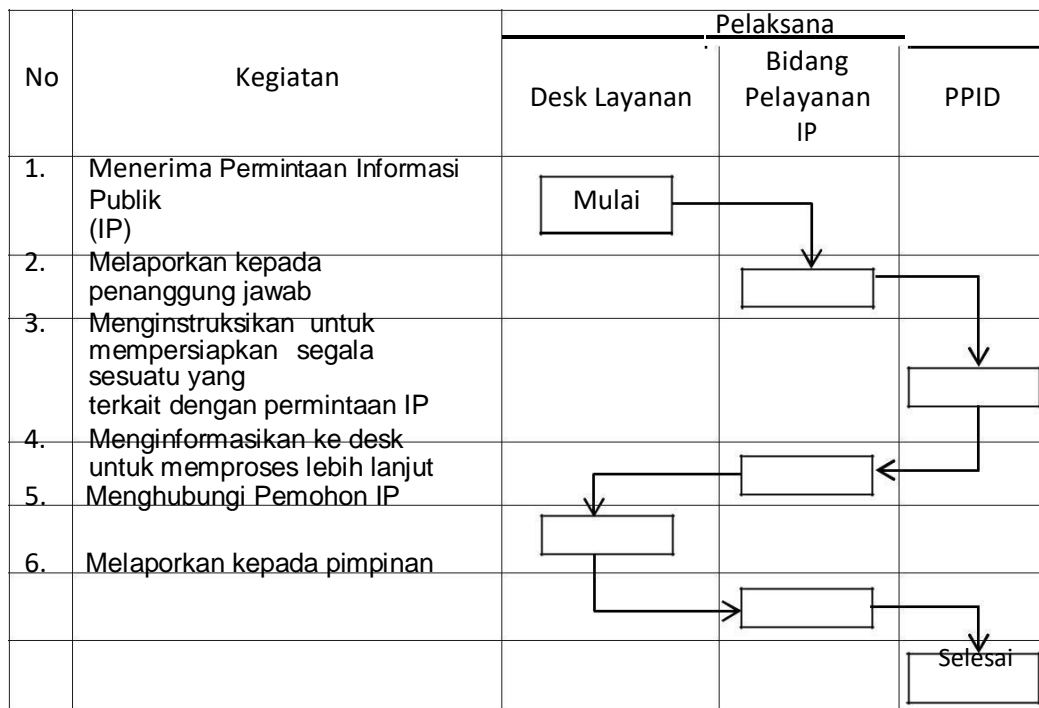 Pelaksana
No
Kegiatan
Desk Layanan
Bidang
Pelayanan
IP
PPID
1.
Menerima Permintaan Informasi
Publik
(IP)
Mulai
2.
Melaporkan kepada
penanggung jawab
3.
Menginstruksikan untuk
mempersiapkan segala
sesuatu yang
terkait dengan permintaan IP
4.
Menginformasikan ke desk
untuk memproses lebih lanjut
5.
Menghubungi Pemohon IP
6.
Melaporkan kepada pimpinan
Selesai